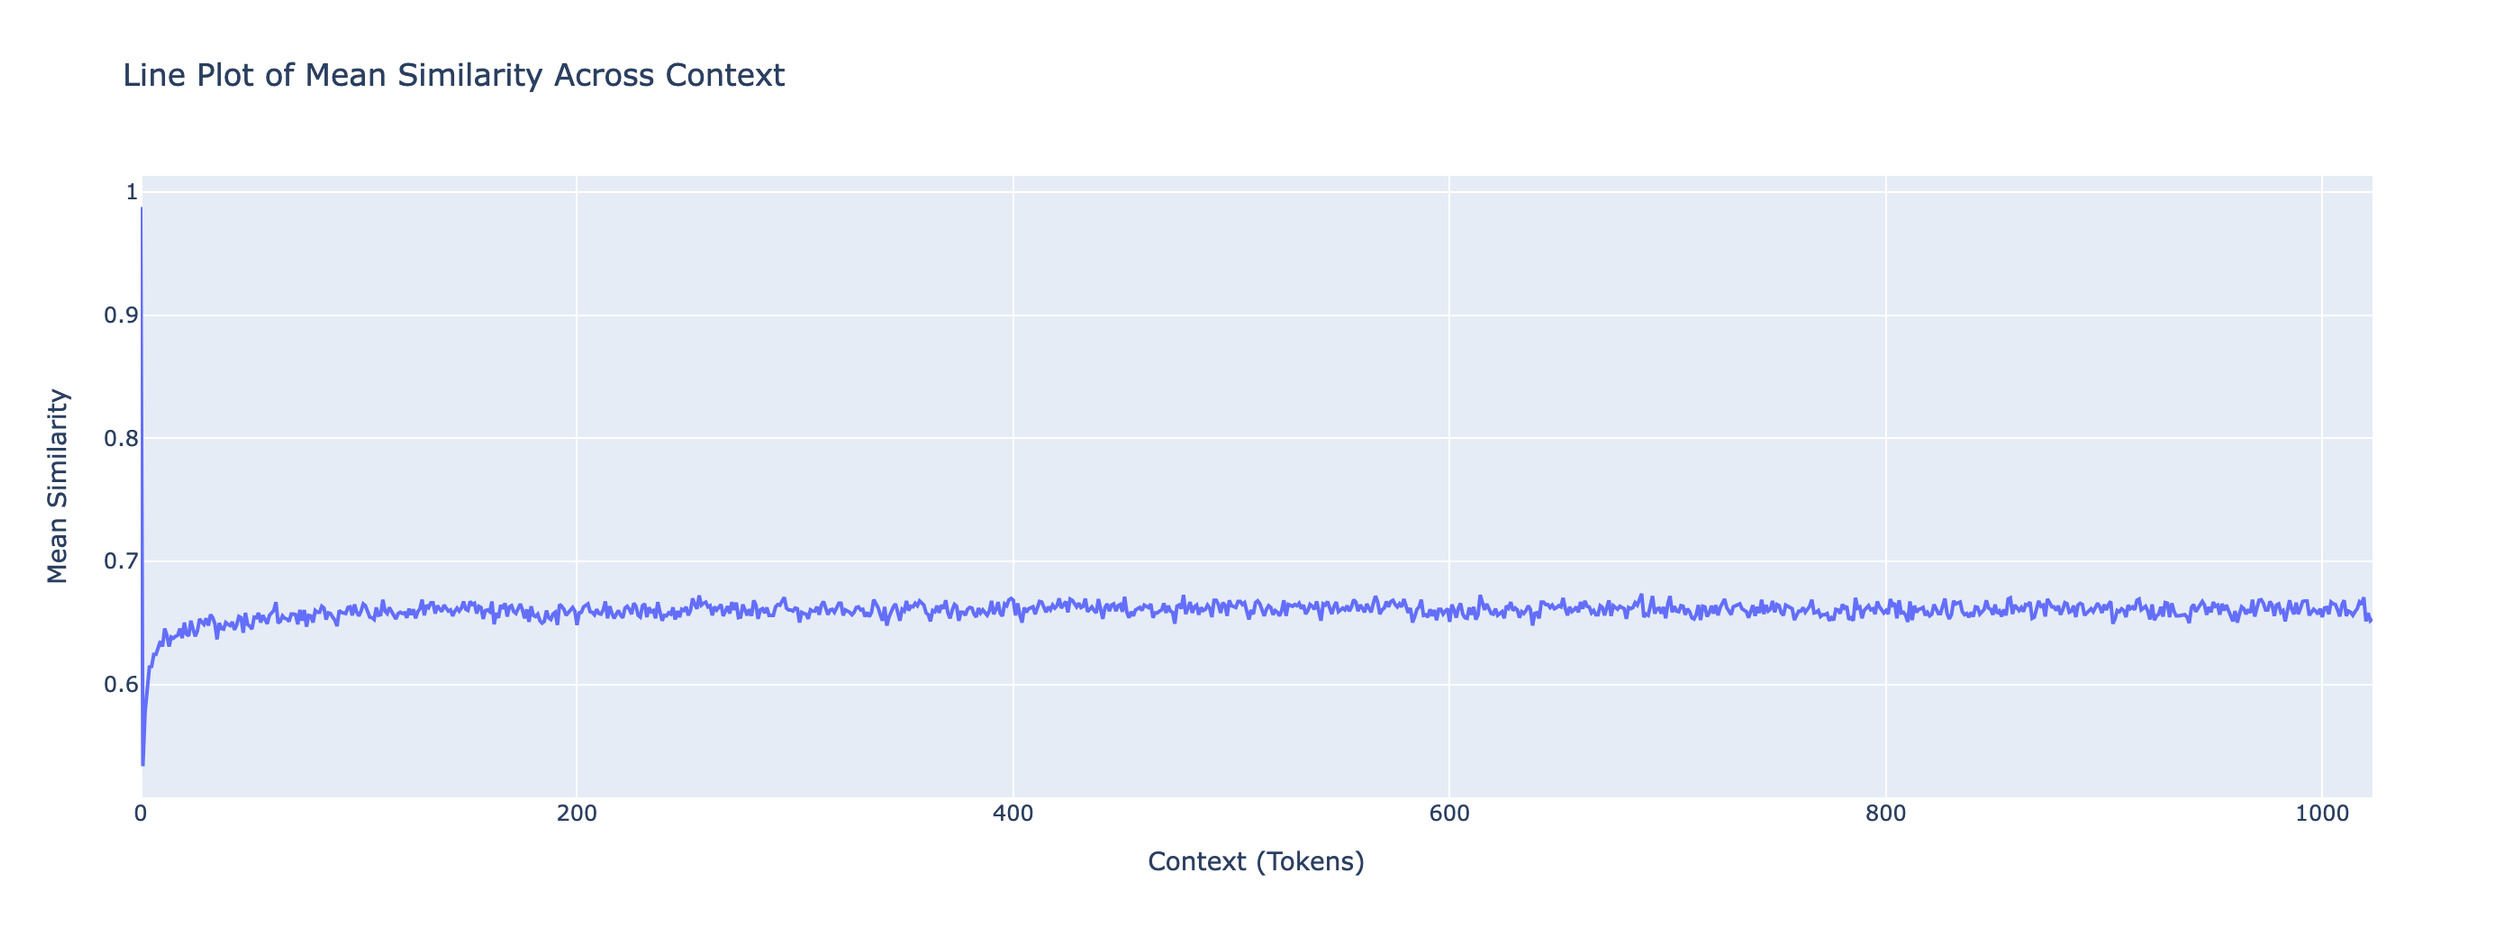 Line Plot of Mean Similarity Across Context
1
0.9
0.8
0.7
0.6
Mean Similarity
0 200 400 600 800 1000
Context (Tokens)